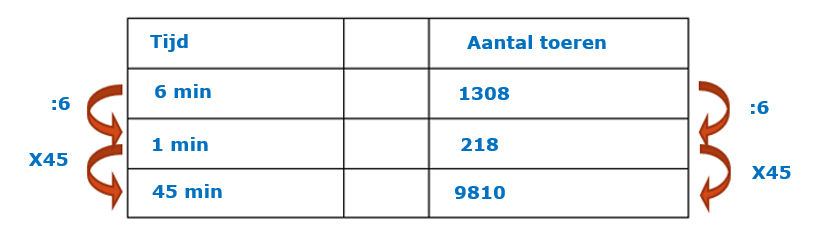 Tijd Aantal toeren
:6 6 min 1308 :6
X45 1 min 218 X45
45 min 9810